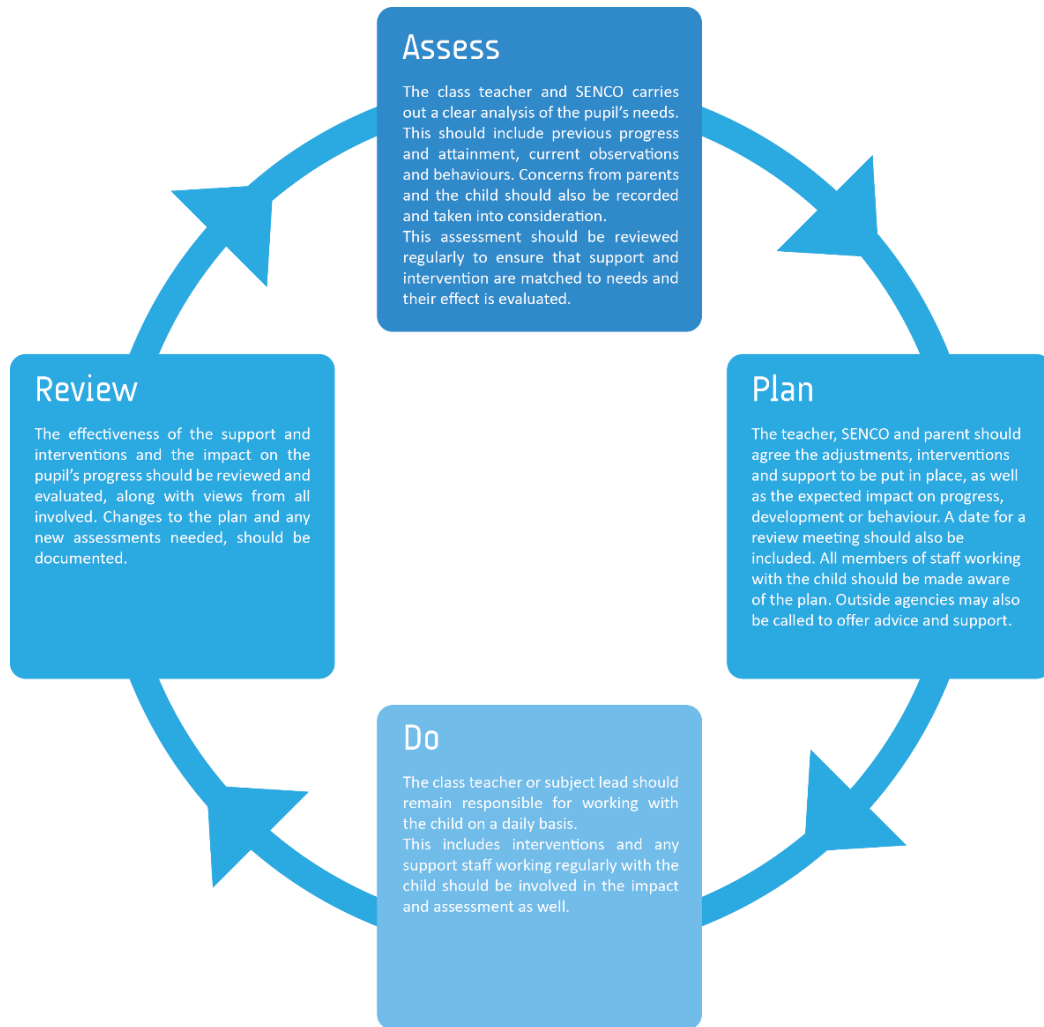 Assess
The class teacher and SENCO carries
out a clear analysis of the pupil's needs.
This should include previous progress
and attainment, current observations
and behaviours. Concerns from parents
and the child should also be recorded
and taken into consideration.
This assessment should be reviewed
regularly to ensure that support and
intervention are matched to needs and
their effect is evaluated.
Plan
The teacher, SENCO and parent should
agree the adjustments, interventions
and support to be put in place, as well
as the expected impact on progress,
development or behaviour. A date for a
review meeting should also be
included. All members of staff working
with the child should be made aware
of the plan. Outside agencies may also
be called to offer advice and support.
Do
The class teacher or subject lead should
remain responsible for working with
the child on a daily basis.
This includes interventions and any
support staff working regularly with the
child should be involved in the impact
and assessment as well.
Review
The effectiveness of the support and
interventions and the impact on the
pupil's progress should be reviewed and
evaluated, along with views from all
involved. Changes to the plan and any
new assessments needed, should be
documented.